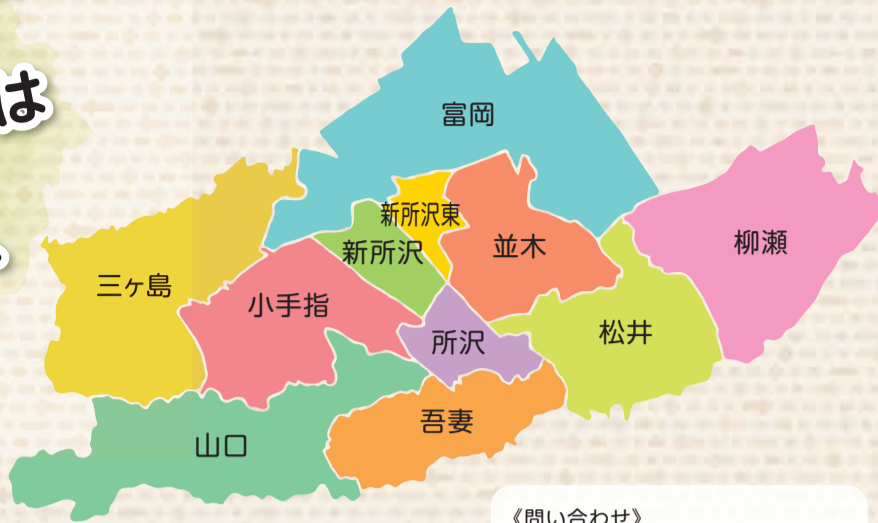 は
。
富岡
新所沢東
新所沢
並木
柳瀬
三ヶ島
小手指
所沢
松井
吾妻
山口
《問い合わせ》